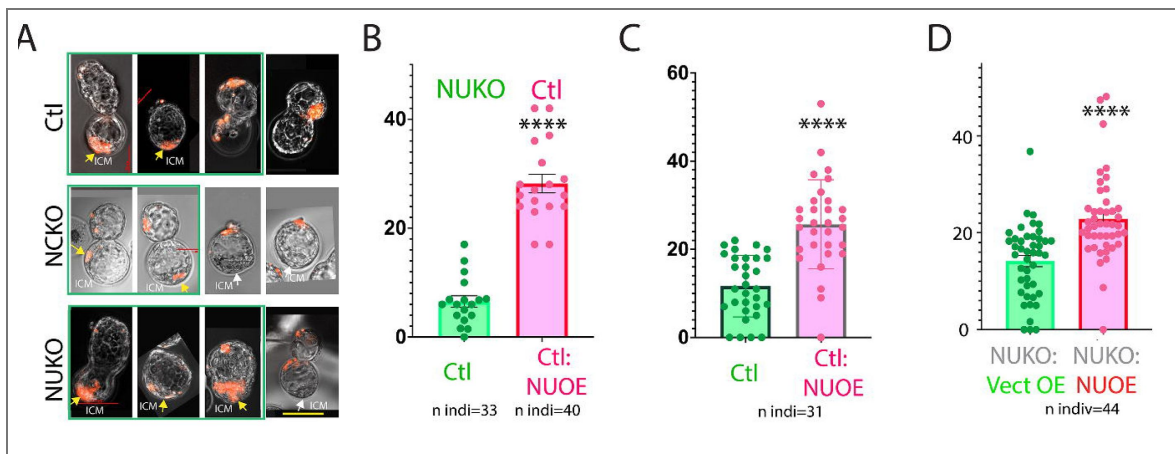 A
Ctl
ICM
ICM
NCKO
ICM
ICM
ICM
ICM
NUKO
ICM
ICM
ICM
ICM
B
NUKO
Ctl
****
40
20
0
Ctl
Ctl:
NUOE
n indi=33
n indi=40
C
60
****
40
20
0
Ctl
Ctl:
NUOE
n indi=31
D
****
40
20
0
NUKO:
Vect OE
NUKO:
NUOE
n indiv=44